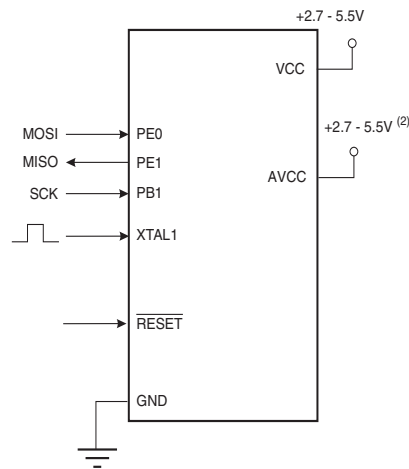 +2.7 - 5.5V
VCC
+2.7 - 5.5V (2)
MOSI PE0
MISO PE1
AVCC
SCK PB1
XTAL1
RESET
GND